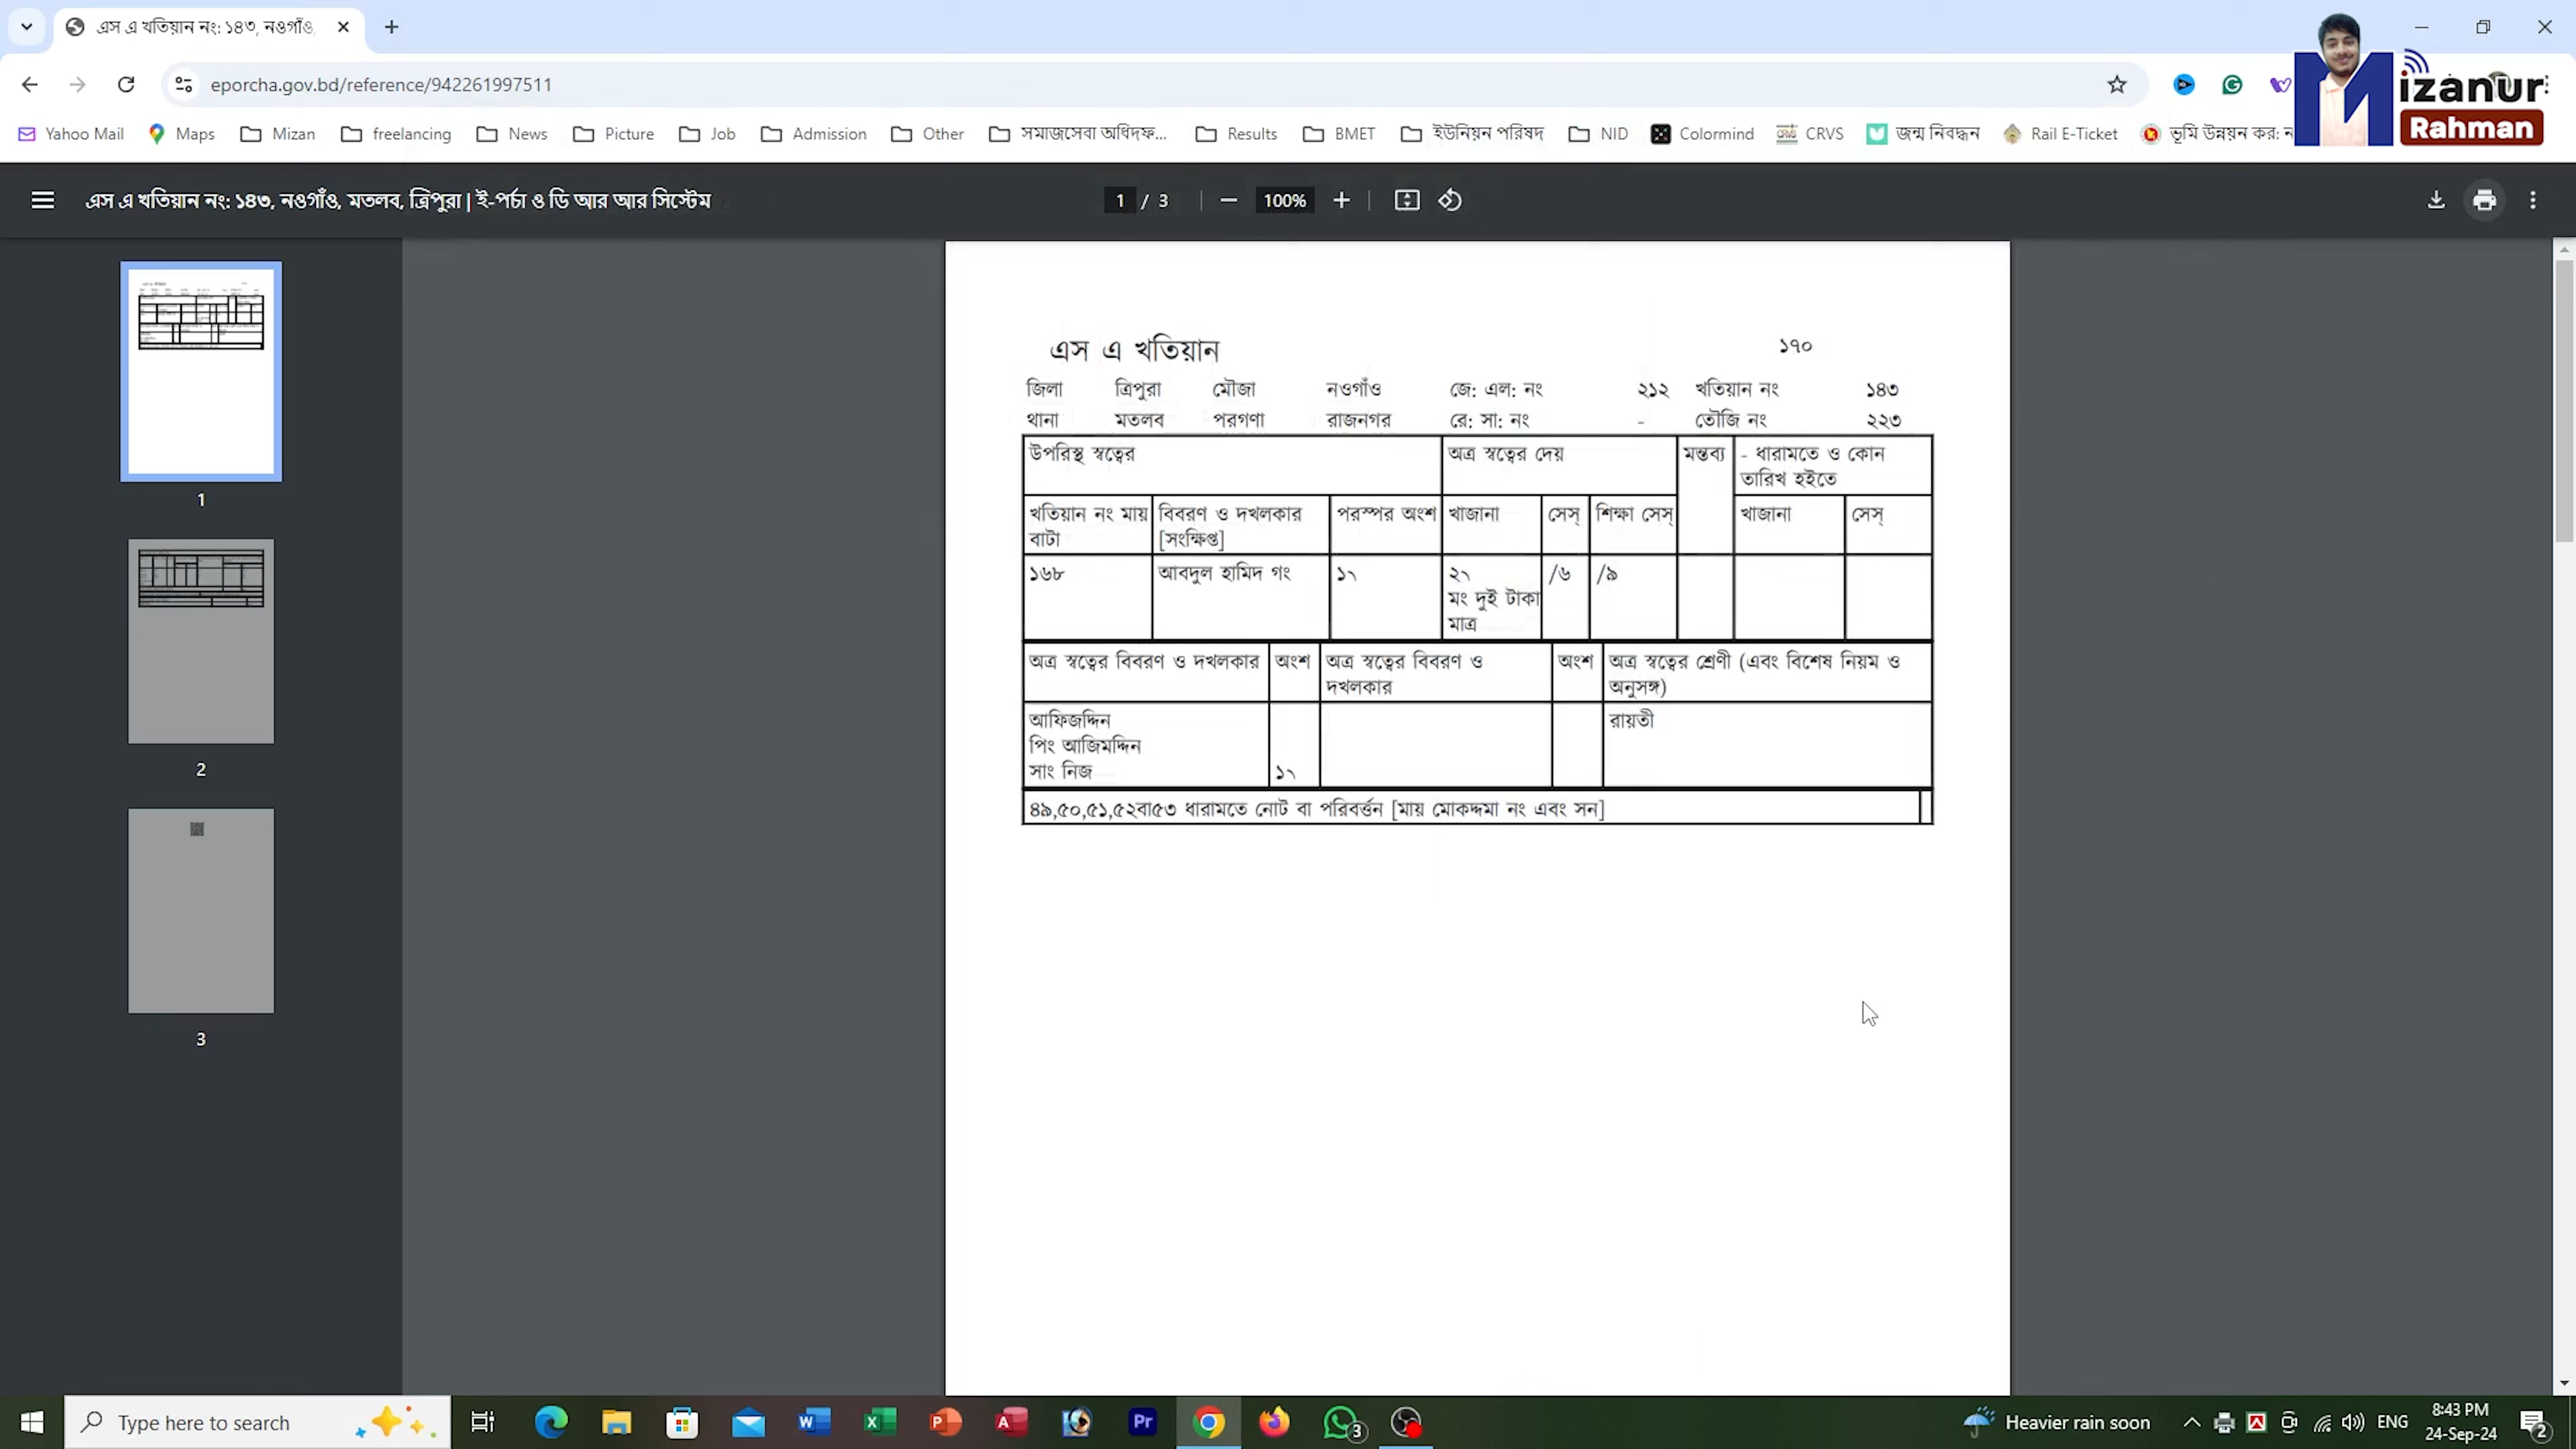 এস এ খতিয়ান নং: ১৪৩, নওগাঁও,
izanur
Rahman
eporcha.gov.bd/reference/942261997511
Yahoo Mail Maps Mizan freelancing News Picture Job Admission Other সমাজসেবা অধিদফ... Results BMET ইউনিয়ন পরিষদ NID Colormind CRVS জন্ম নিবন্ধন Rail E-Ticket ভূমি উন্নয়ন কর: ন
এস এ খতিয়ান নং: ১৪৩, নওগাঁও, মতলব, ত্রিপুরা | ই-পর্চা ও ডি আর আর সিস্টেম
1 / 3 100%
1
2
3
এস এ খতিয়ান ১৭০
জিলা ত্রিপুরা মৌজা নওগাঁও জে: এল: নং ২১২ খতিয়ান নং ১৪৩
থানা মতলব পরগণা রাজনগর রে: সা: নং - তৌজি নং ২২৩
উপরিস্থ স্বত্বের অত্র স্বত্বের দেয় মন্তব্য - ধারামতে ও কোন
তারিখ হইতে
খতিয়ান নং মায় বিবরণ ও দখলকার পরস্পর অংশ খাজানা সেস্ শিক্ষা সেস্ খাজানা সেস্
বাটা [সংক্ষিপ্ত]
১৬৮ আবদুল হামিদ গং ১৲ ২৲ /৬ /৯
মং দুই টাকা
মাত্র
অত্র স্বত্বের বিবরণ ও দখলকার অংশ অত্র স্বত্বের বিবরণ ও অংশ অত্র স্বত্বের শ্রেণী (এবং বিশেষ নিয়ম ও
দখলকার অনুসঙ্গ)
আফিজদ্দিন রায়তী
পিং আজিমদ্দিন
সাং নিজ ১৲
৪৯,৫০,৫১,৫২বা৫৩ ধারামতে নোট বা পরিবর্ত্তন [মায় মোকদ্দমা নং এবং সন]
Type here to search
3
Heavier rain soon
ENG
8:43 PM
24-Sep-24
2